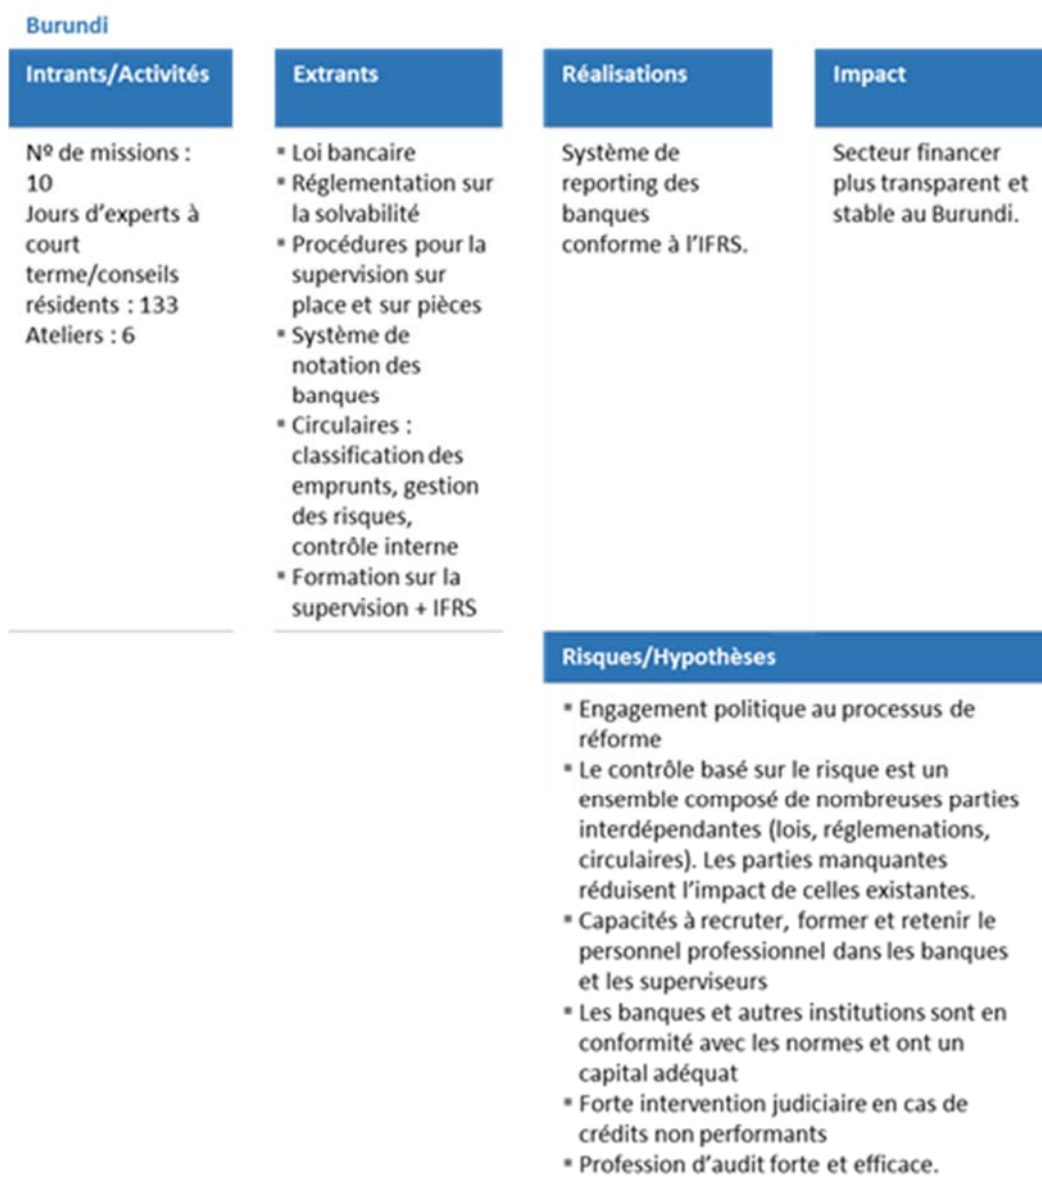 Burundi
Intrants/Activités
Nº de missions :
10
Jours d'experts à
court
terme/conseils
résidents : 133
Ateliers : 6
Extrants
▪ Loi bancaire
▪ Réglementation sur
la solvabilité
▪ Procédures pour la
supervision sur
place et sur pièces
▪ Système de
notation des
banques
▪ Circulaires :
classification des
emprunts, gestion
des risques,
contrôle interne
▪ Formation sur la
supervision + IFRS
Réalisations
Système de
reporting des
banques
conforme à l'IFRS.
Impact
Secteur financer
plus transparent et
stable au Burundi.
Risques/Hypothèses
▪ Engagement politique au processus de
réforme
▪ Le contrôle basé sur le risque est un
ensemble composé de nombreuses parties
interdépendantes (lois, réglemenations,
circulaires). Les parties manquantes
réduisent l'impact de celles existantes.
▪ Capacités à recruter, former et retenir le
personnel professionnel dans les banques
et les superviseurs
▪ Les banques et autres institutions sont en
conformité avec les normes et ont un
capital adéquat
▪ Forte intervention judiciaire en cas de
crédits non performants
▪ Profession d'audit forte et efficace.